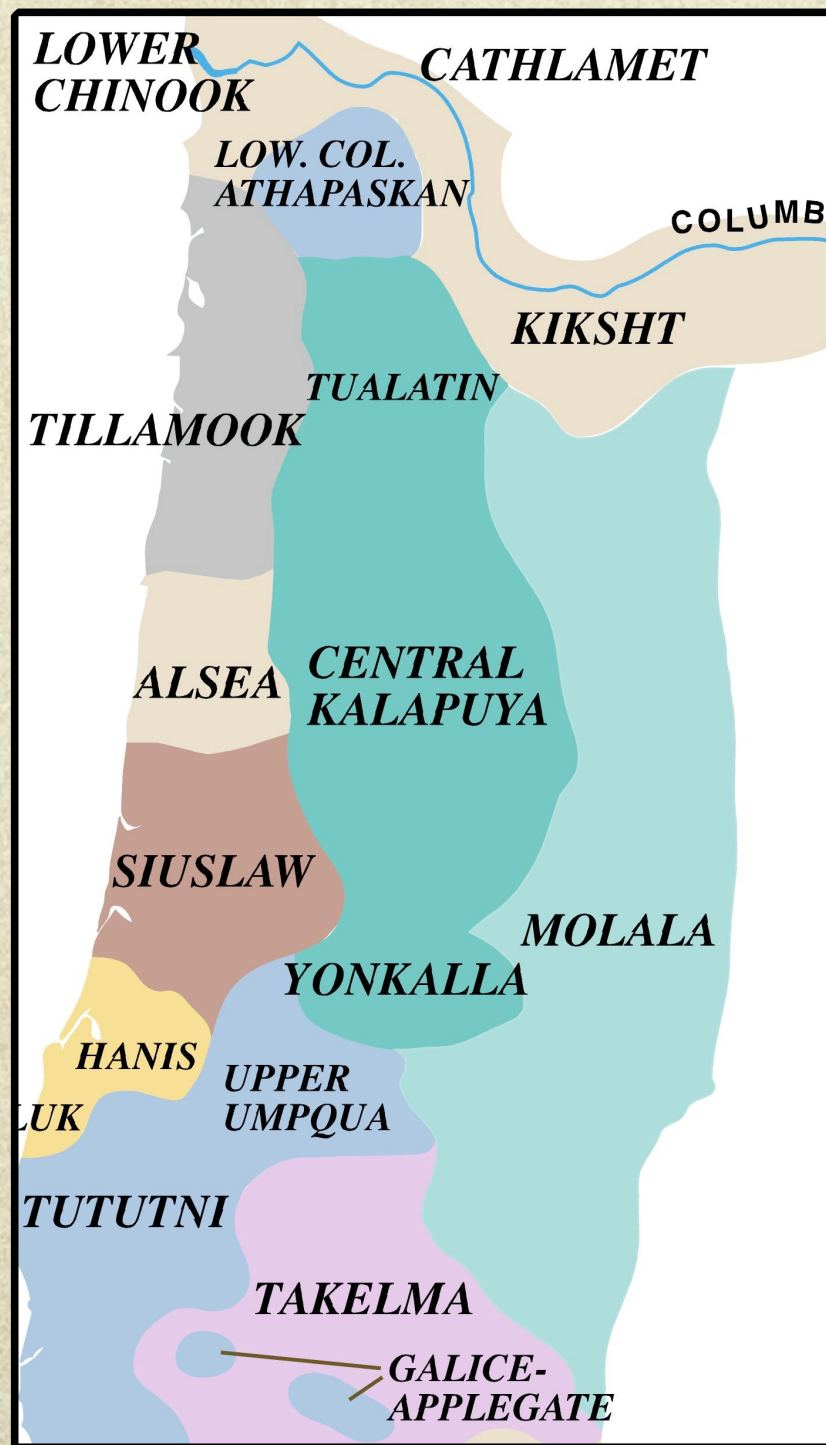 LOWER
CHINOOK
CATHLAMET
LOW. COL.
ATHAPASKAN
COLUMB
KIKSHT
TUALATIN
TILLAMOOK
CENTRAL
KALAPUYA
ALSEA
SIUSLAW
MOLALA
YONKALLA
HANIS
UPPER
UMPQUA
LUK
TUTUTNI
TAKELMA
GALICE-
APPLEGATE